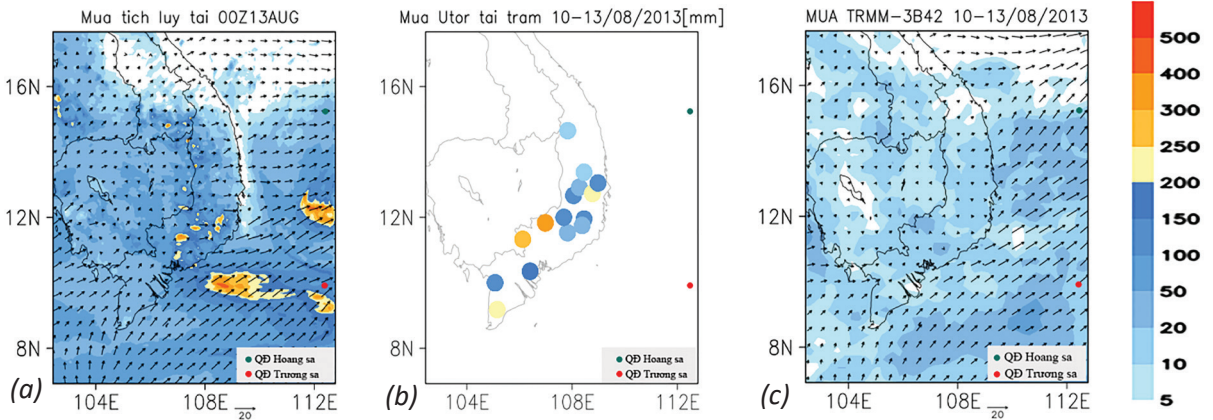 Mua tich luy tai 00Z13AUG
16N
12N
8N
104E
108E
112E
20
QĐ Hoang sa
QĐ Trương sa
(a)
Mua Utor tai tram 10-13/08/2013[mm]
16N
12N
8N
104E
108E
112E
QĐ Hoang sa
QĐ Trương sa
(b)
MUA TRMM-3B42 10-13/08/2013
16N
12N
8N
104E
108E
112E
20
QĐ Hoang sa
QĐ Trương sa
(c)
500
400
300
250
200
150
100
50
20
10
5